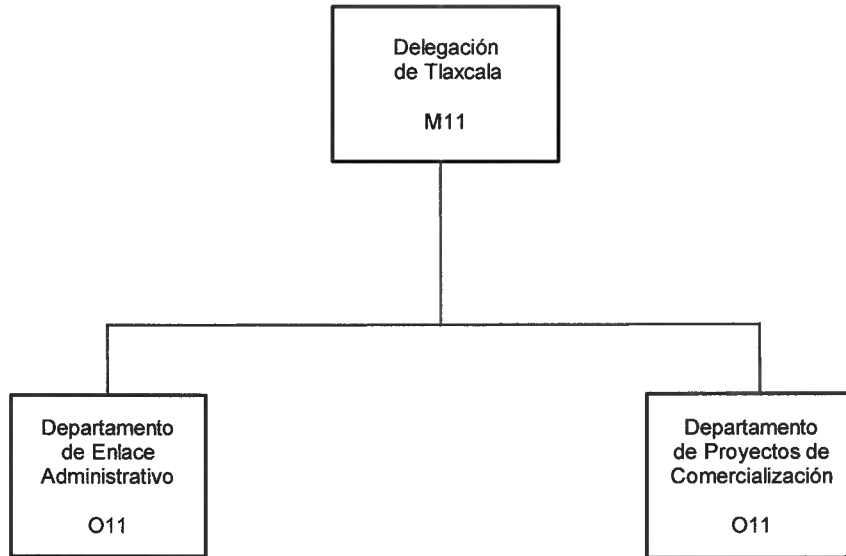 Delegación
de Tlaxcala
M11
Departamento
de Enlace
Administrativo
O11
Departamento
de Proyectos de
Comercialización
O11